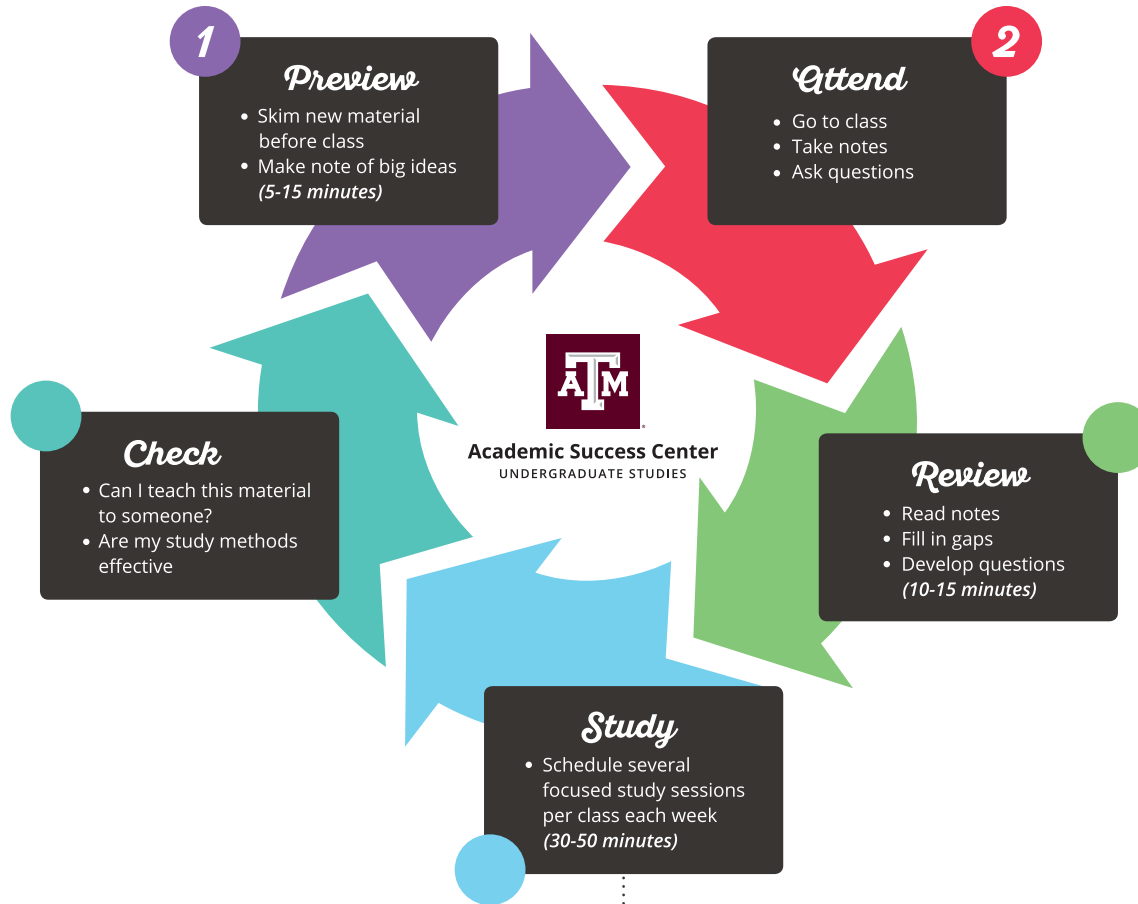 1
Preview
• Skim new material
before class
• Make note of big ideas
(5-15 minutes)
2
Attend
• Go to class
• Take notes
• Ask questions
Review
• Read notes
• Fill in gaps
• Develop questions
(10-15 minutes)
Study
• Schedule several
focused study sessions
per class each week
(30-50 minutes)
Check
• Can I teach this material
to someone?
• Are my study methods
effective
ATM
Academic Success Center
UNDERGRADUATE STUDIES